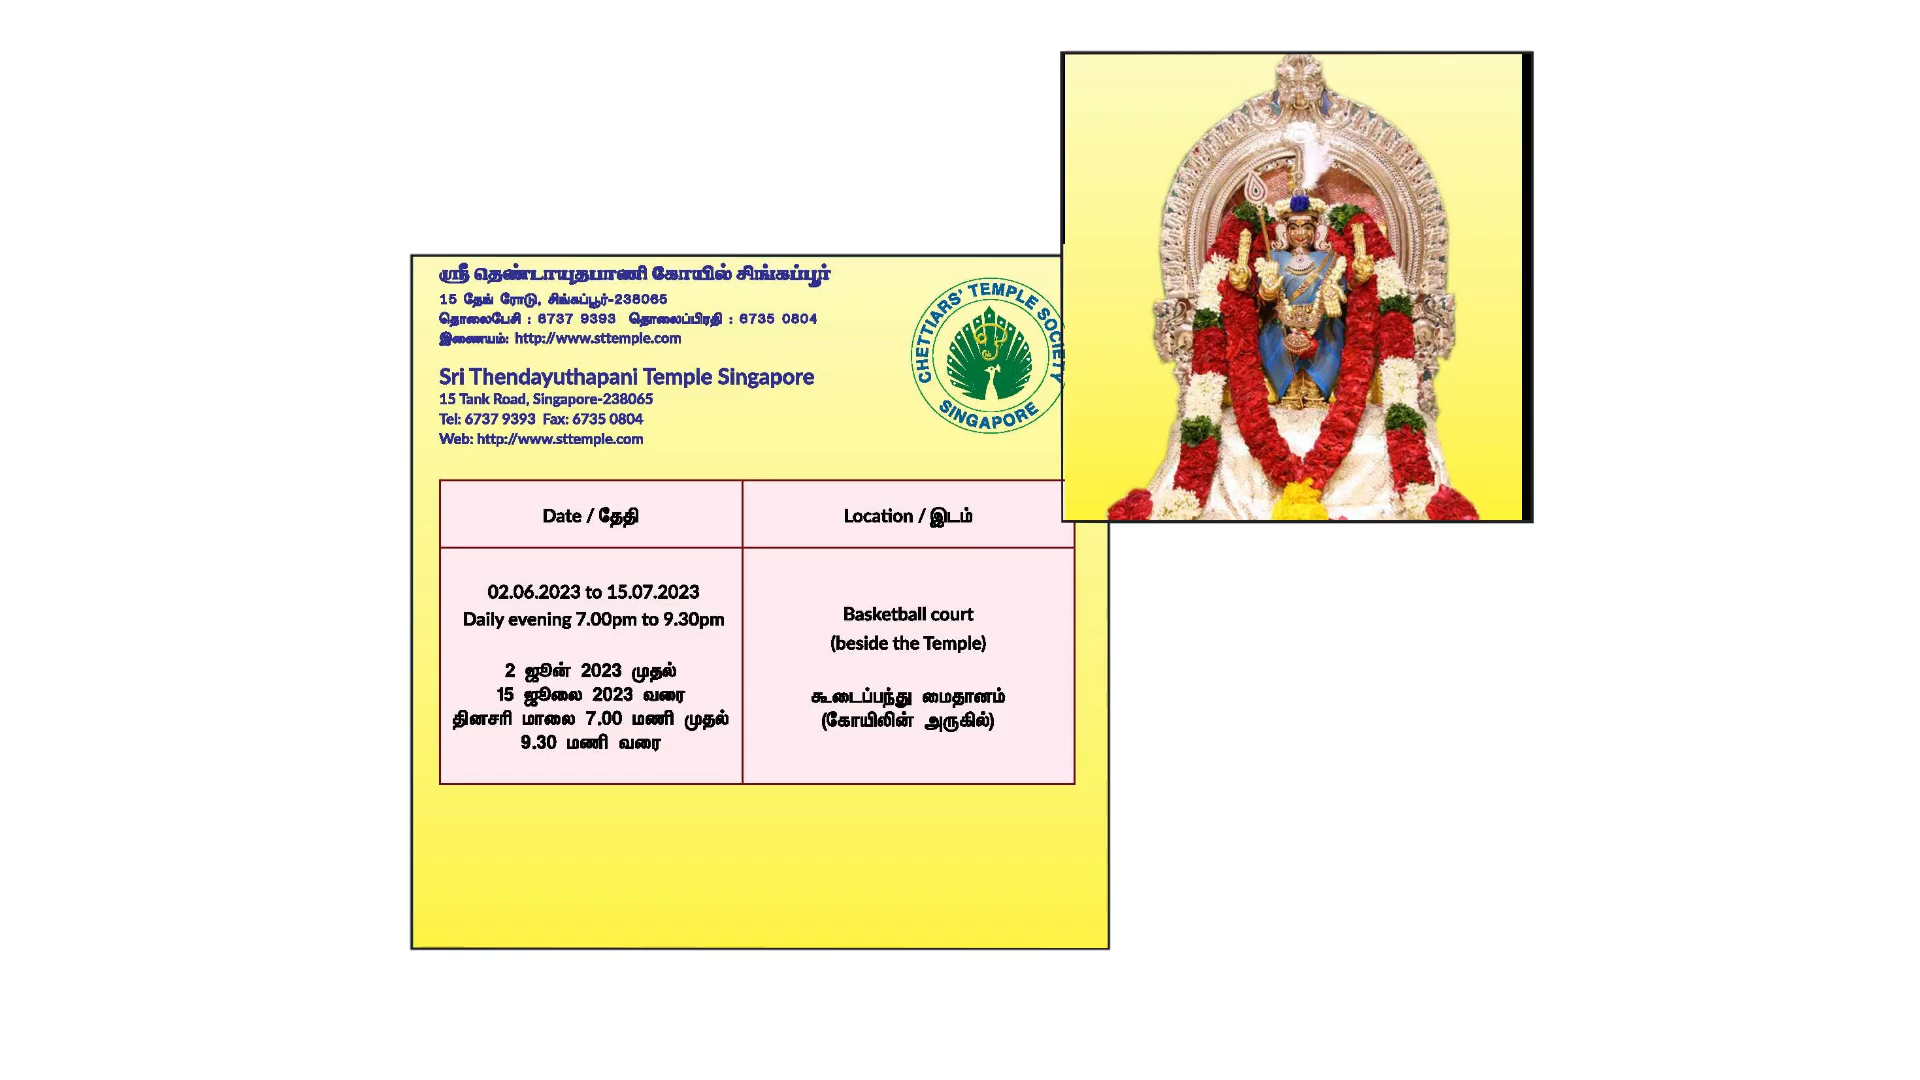 ஸ்ரீ தெண்டாயுதபாணி கோயில் சிங்கப்பூர்
15 தேங் ரோடு, சிங்கப்பூர்-238065
தொலைபேசி : 6737 9393 தொலைப்பிரதி : 6735 0804
இணையம்: http://www.sttemple.com
Sri Thendayuthapani Temple Singapore
15 Tank Road, Singapore-238065
Tel: 6737 9393 Fax: 6735 0804
Web: http://www.sttemple.com
CHETTIARS' TEMPLE SOCIETY
SINGAPORE
Date / தேதி
Location / இடம்
02.06.2023 to 15.07.2023
Daily evening 7.00pm to 9.30pm
2 ஜூன் 2023 முதல்
15 ஜூலை 2023 வரை
தினசரி மாலை 7.00 மணி முதல்
9.30 மணி வரை
Basketball court
(beside the Temple)
கூடைப்பந்து மைதானம்
(கோயிலின் அருகில்)